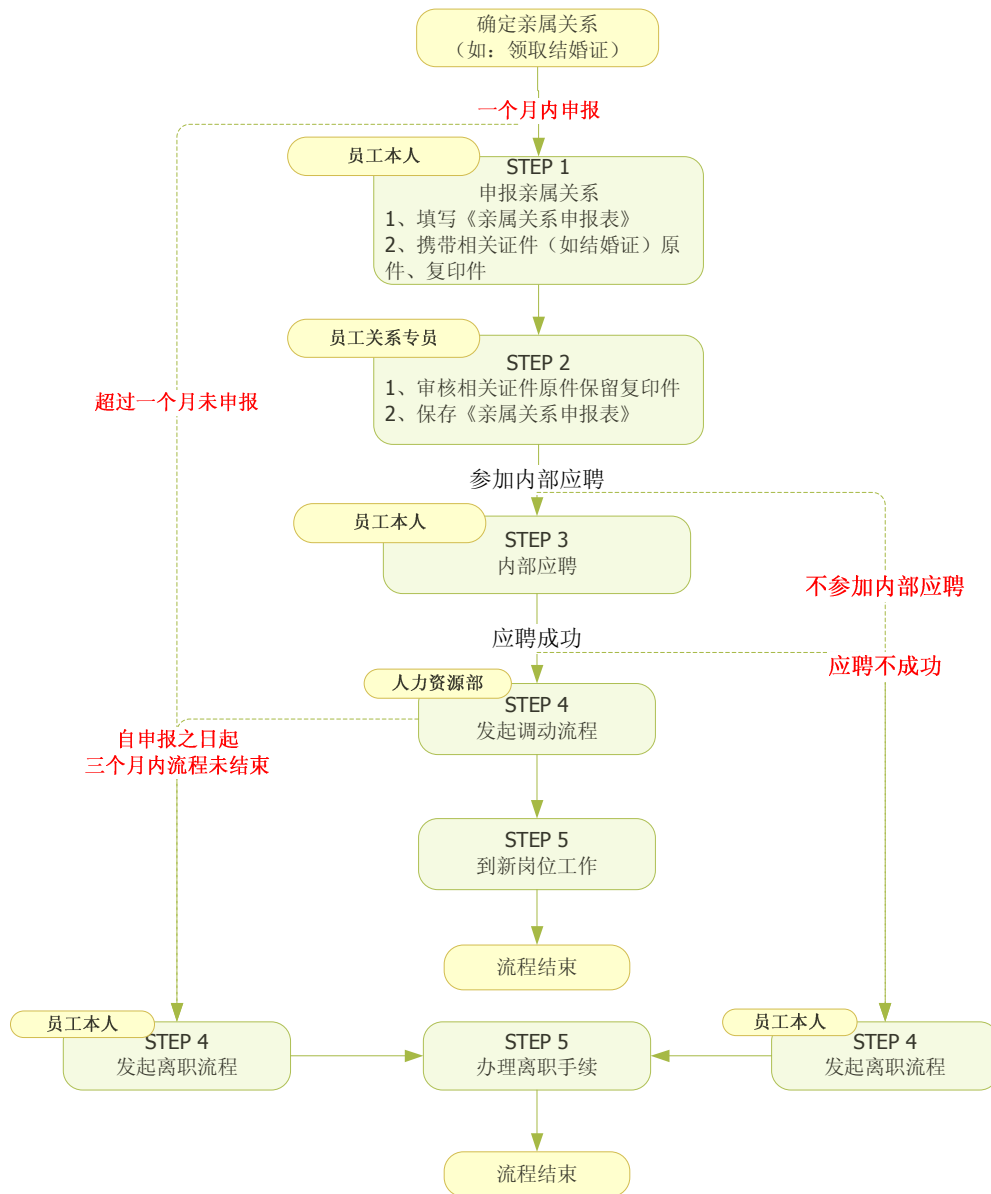 确定亲属关系
（如：领取结婚证）
一个月内申报
员工本人
STEP 1
申报亲属关系
1、填写《亲属关系申报表》
2、携带相关证件（如结婚证）原
件、复印件
员工关系专员
STEP 2
1、审核相关证件原件保留复印件
2、保存《亲属关系申报表》
超过一个月未申报
参加内部应聘
员工本人
STEP 3
内部应聘
不参加内部应聘
应聘成功
应聘不成功
人力资源部
STEP 4
发起调动流程
自申报之日起
三个月内流程未结束
STEP 5
到新岗位工作
流程结束
员工本人
STEP 4
发起离职流程
STEP 5
办理离职手续
员工本人
STEP 4
发起离职流程
流程结束